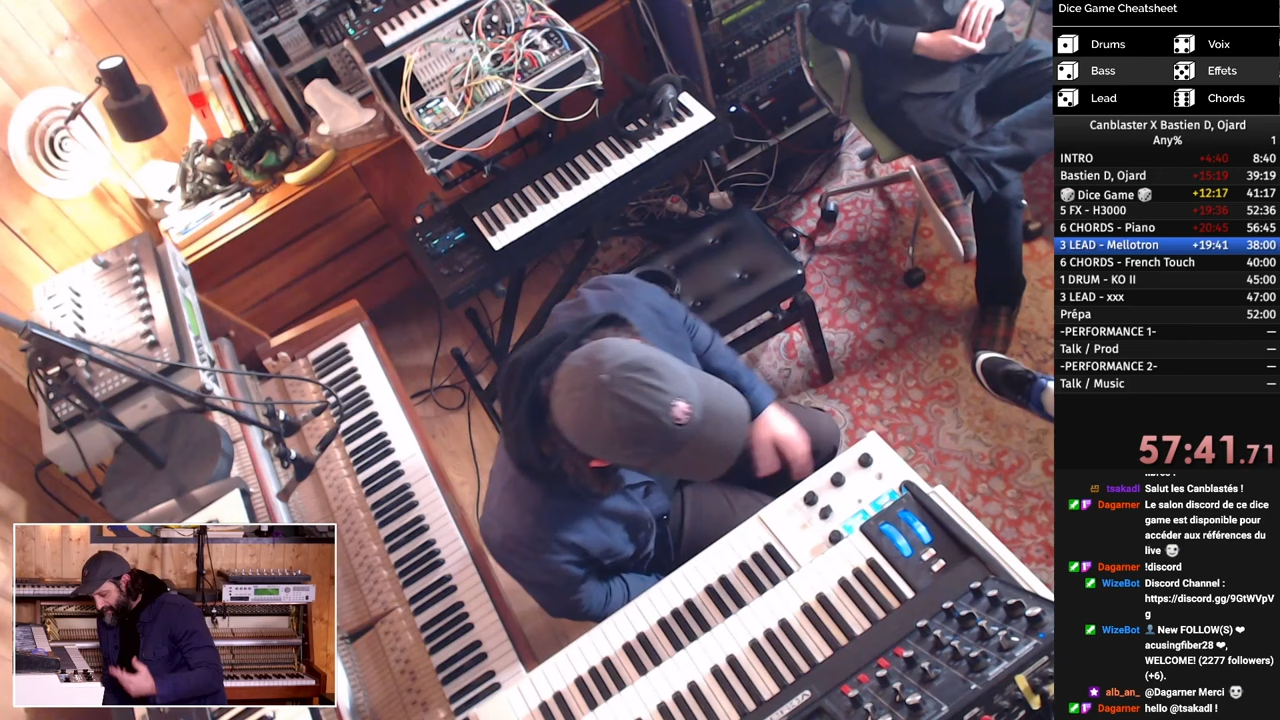 Dice Game Cheatsheet
Drums Voix
Bass Effets
Lead Chords
Canblaster X Bastien D, Ojard
Any% 1
INTRO +4:40 8:40
Bastien D, Ojard +15:19 39:19
🎲 Dice Game 🎲 +12:17 41:17
5 FX - H3000 +19:36 52:36
6 CHORDS - Piano +20:45 56:45
3 LEAD - Mellotron +19:41 38:00
6 CHORDS - French Touch 40:00
1 DRUM - KO II 45:00
3 LEAD - xxx 47:00
Prépa 52:00
-PERFORMANCE 1- —
Talk / Prod —
-PERFORMANCE 2- —
Talk / Music —
57:41.71
tsakadl Salut les Canblastés !
Dagarner Le salon discord de ce dice
game est disponible pour
accéder aux références du
live
Dagarner !discord
WizeBot Discord Channel :
https://discord.gg/9GtWVpV
g
WizeBot 👤 New FOLLOW(S) ❤
acusingfiber28 ❤,
WELCOME! (2277 followers)
(+6).
alb_an_ @Dagarner Merci
Dagarner hello @tsakadl !